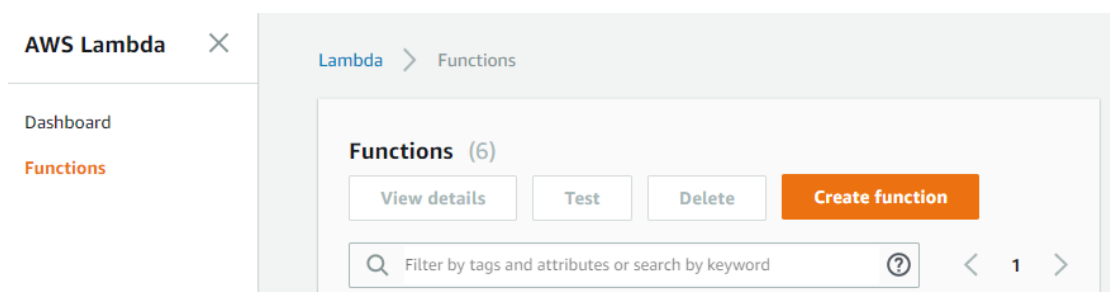 AWS Lambda
Lambda > Functions
Dashboard
Functions
Functions (6)
View details Test Delete Create function
Filter by tags and attributes or search by keyword ? < 1 >